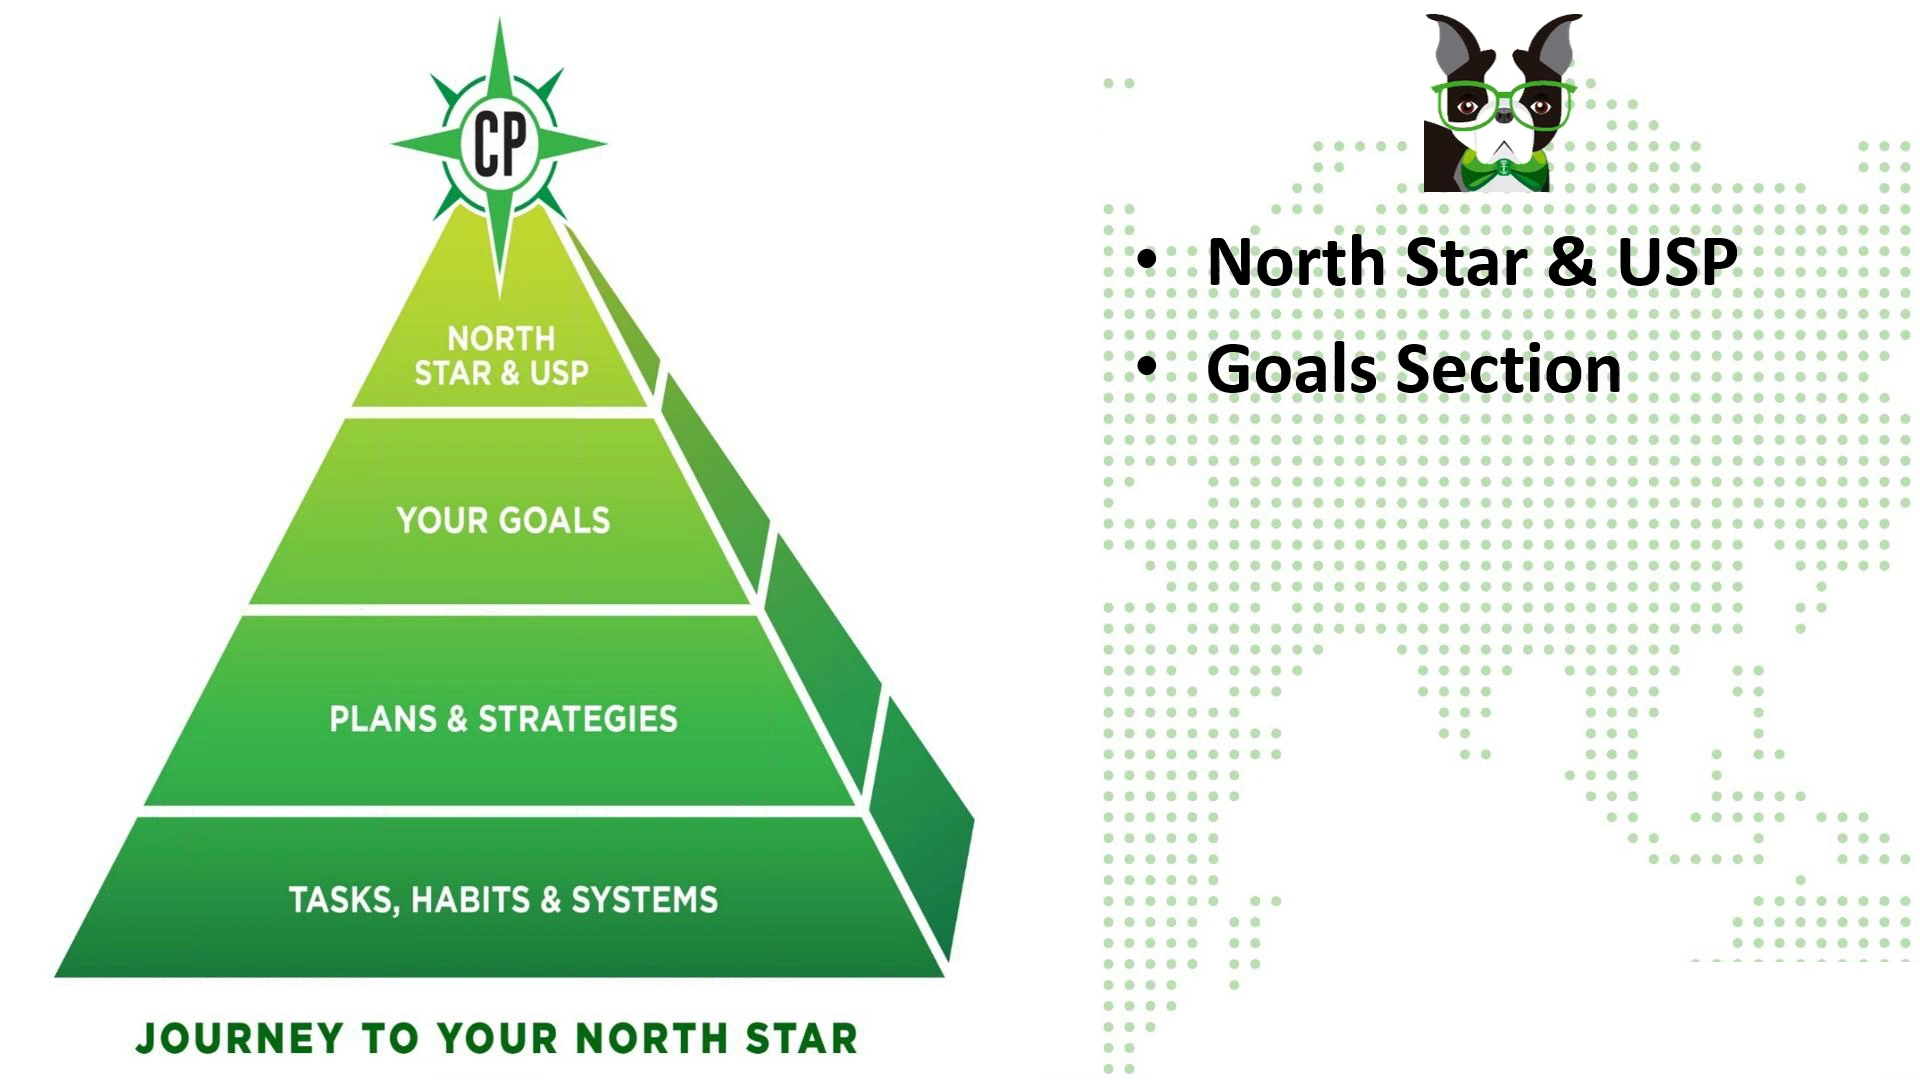 CP
NORTH
STAR & USP
YOUR GOALS
PLANS & STRATEGIES
TASKS, HABITS & SYSTEMS
JOURNEY TO YOUR NORTH STAR
• North Star & USP
• Goals Section